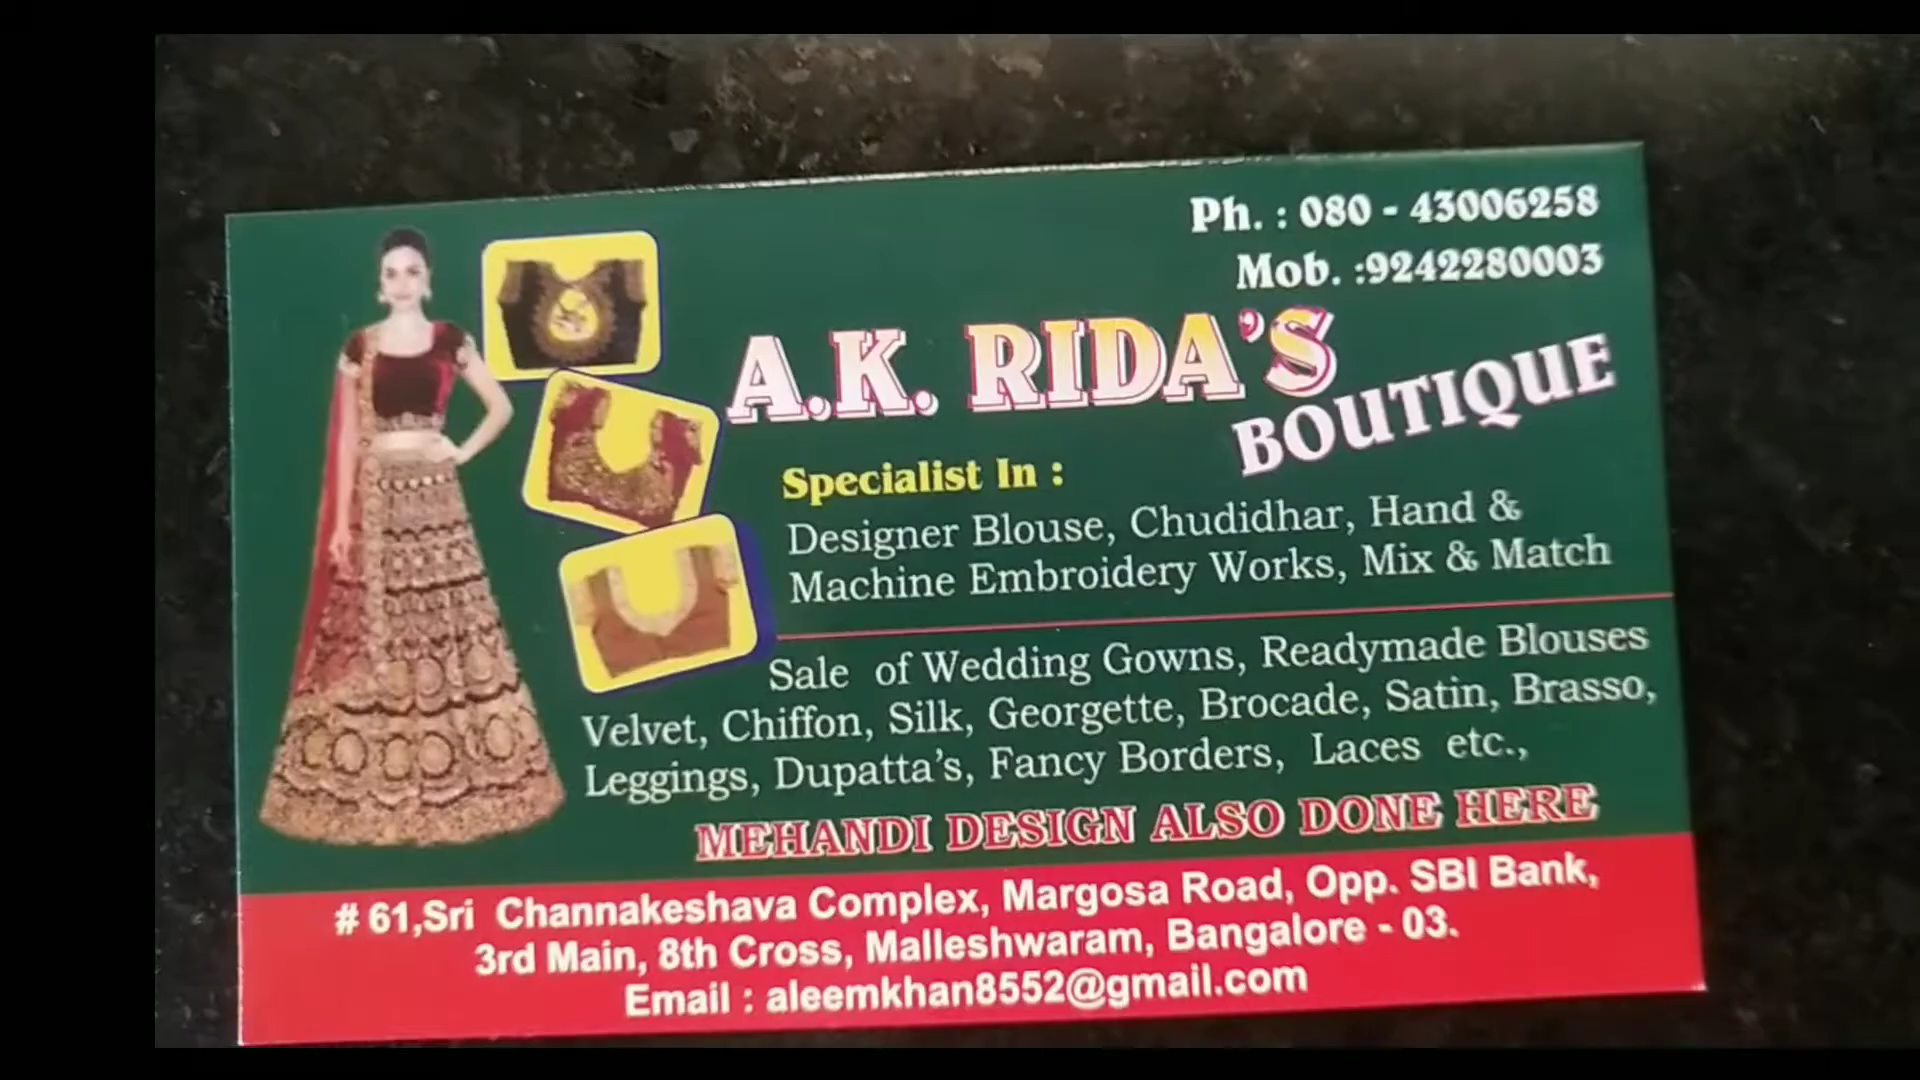 Ph. : 080 - 43006258
Mob. :9242280003
A.K. RIDA'S
BOUTIQUE
Specialist In :
Designer Blouse, Chudidhar, Hand &
Machine Embroidery Works, Mix & Match
Sale of Wedding Gowns, Readymade Blouses
Velvet, Chiffon, Silk, Georgette, Brocade, Satin, Brasso,
Leggings, Dupatta's, Fancy Borders, Laces etc.,
MEHANDI DESIGN ALSO DONE HERE
# 61,Sri Channakeshava Complex, Margosa Road, Opp. SBI Bank,
3rd Main, 8th Cross, Malleshwaram, Bangalore - 03.
Email : aleemkhan8552@gmail.com